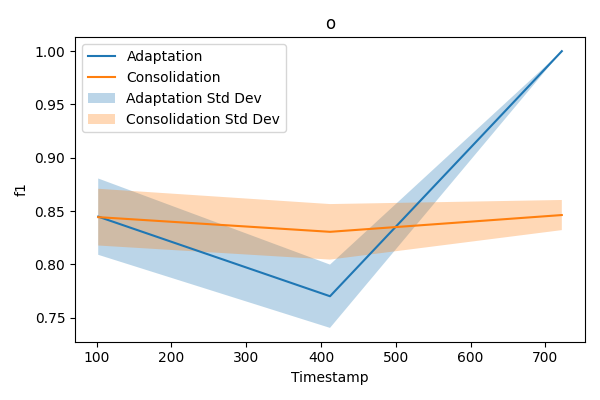 o
Adaptation
Consolidation
Adaptation Std Dev
Consolidation Std Dev
1.00
0.95
0.90
0.85
0.80
0.75
f1
100 200 300 400 500 600 700
Timestamp